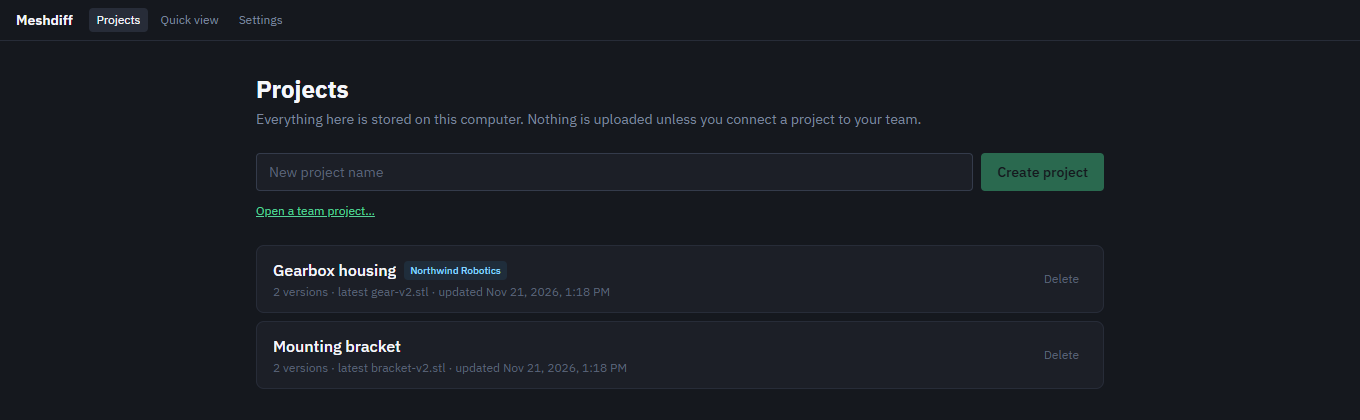 Meshdiff Projects Quick view Settings
Projects
Everything here is stored on this computer. Nothing is uploaded unless you connect a project to your team.
New project name Create project
Open a team project...
Gearbox housing Northwind Robotics
2 versions · latest gear-v2.stl · updated Nov 21, 2026, 1:18 PM
Delete
Mounting bracket
2 versions · latest bracket-v2.stl · updated Nov 21, 2026, 1:18 PM
Delete